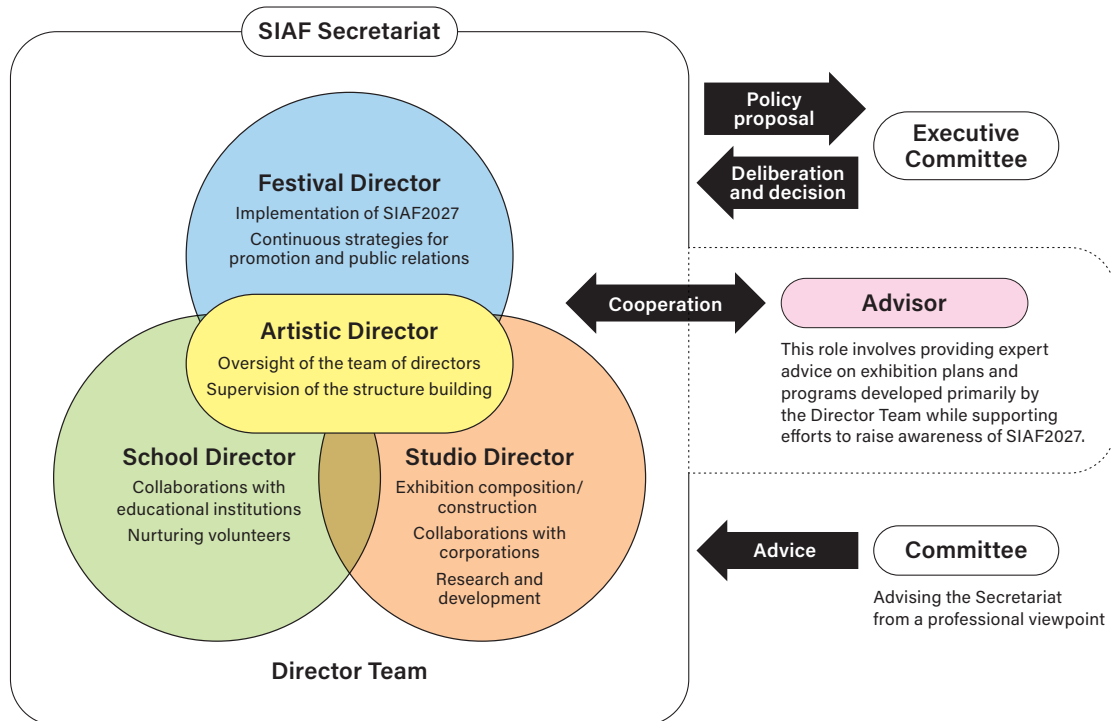 SIAF Secretariat
Festival Director
Implementation of SIAF2027
Continuous strategies for
promotion and public relations
Artistic Director
Oversight of the team of directors
Supervision of the structure building
School Director
Collaborations with
educational institutions
Nurturing volunteers
Studio Director
Exhibition composition/
construction
Collaborations with
corporations
Research and
development
Director Team
Policy
proposal
Deliberation
and decision
Executive
Committee
Cooperation
Advisor
This role involves providing expert
advice on exhibition plans and
programs developed primarily by
the Director Team while supporting
efforts to raise awareness of SIAF2027.
Advice
Committee
Advising the Secretariat
from a professional viewpoint